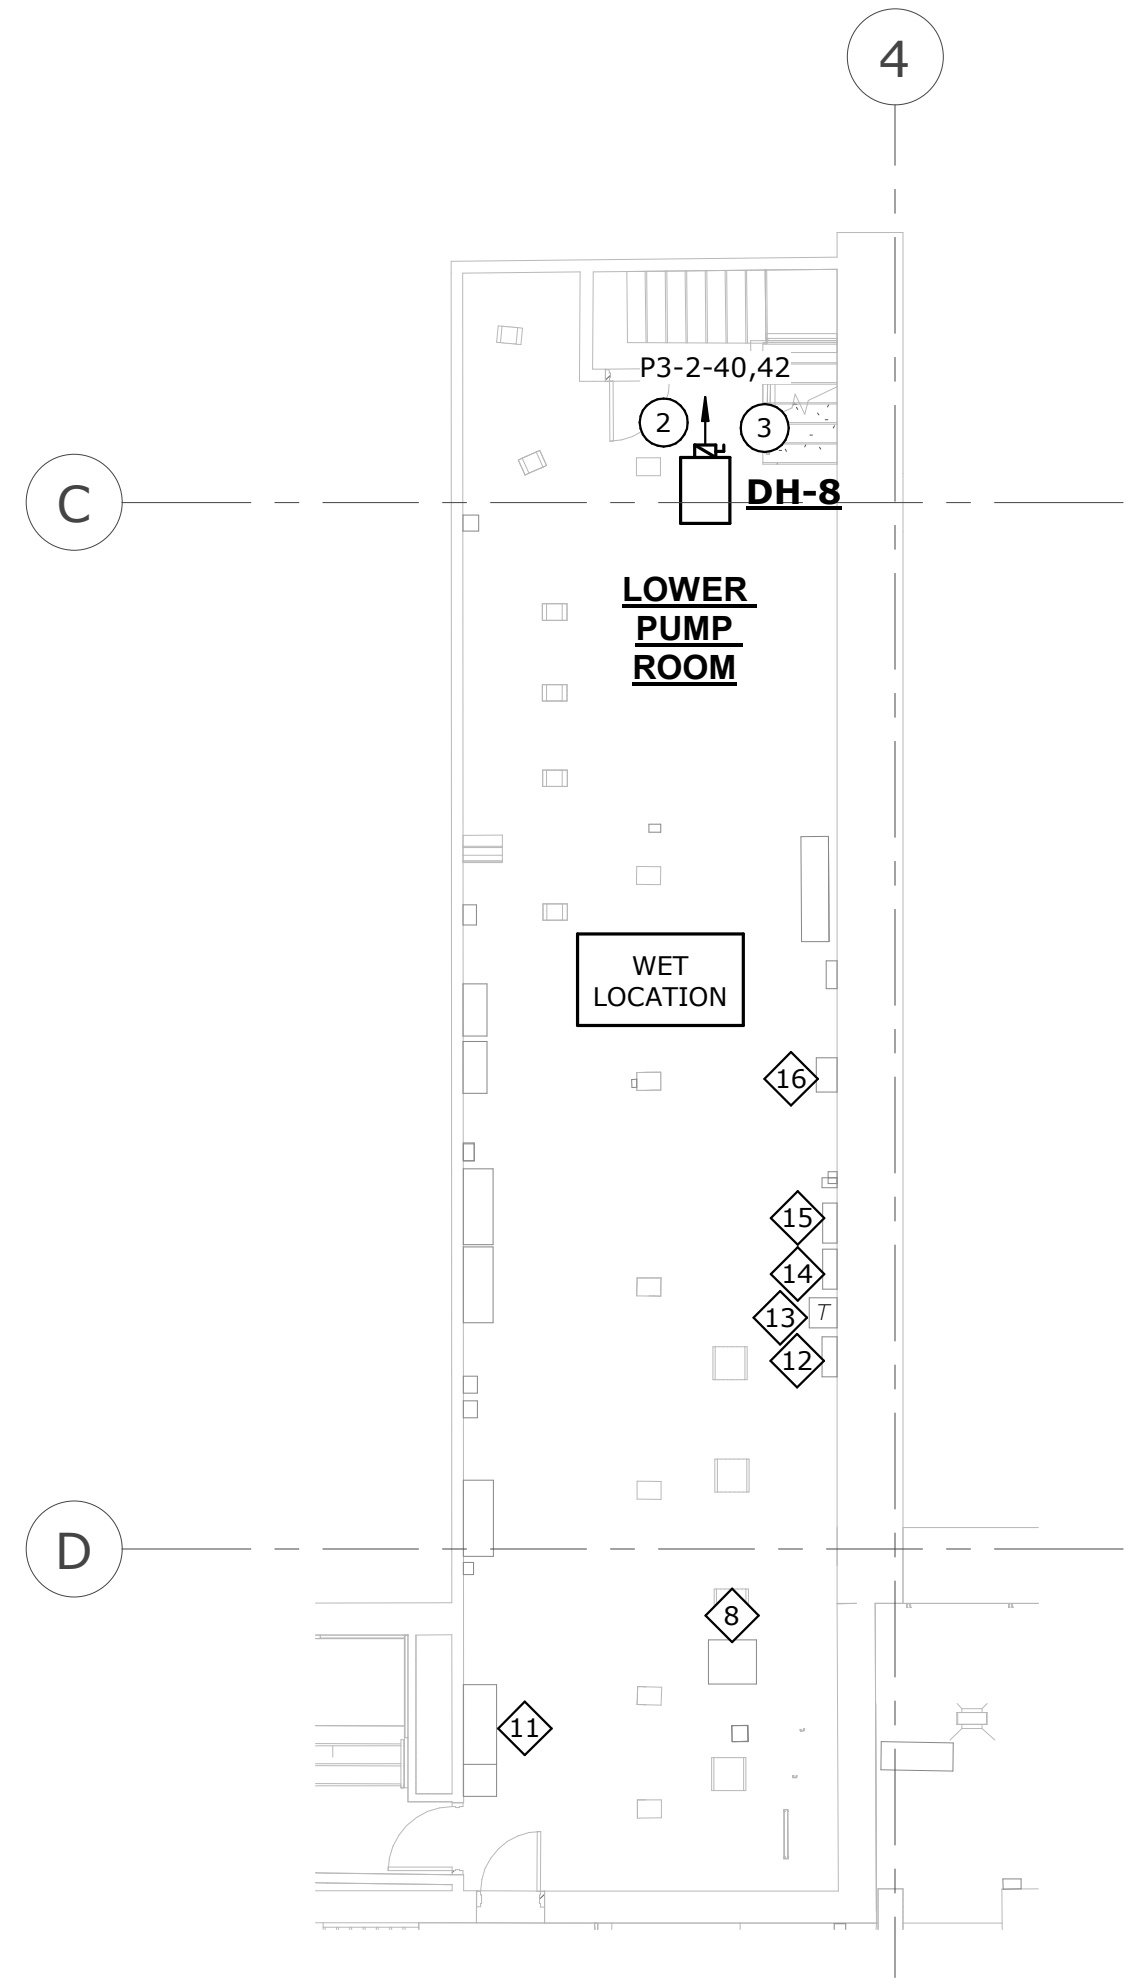 4
P3-2-40,42
2
3
C
DH-8
LOWER
PUMP
ROOM
WET
LOCATION
16
15
14
13
T
12
D
8
11